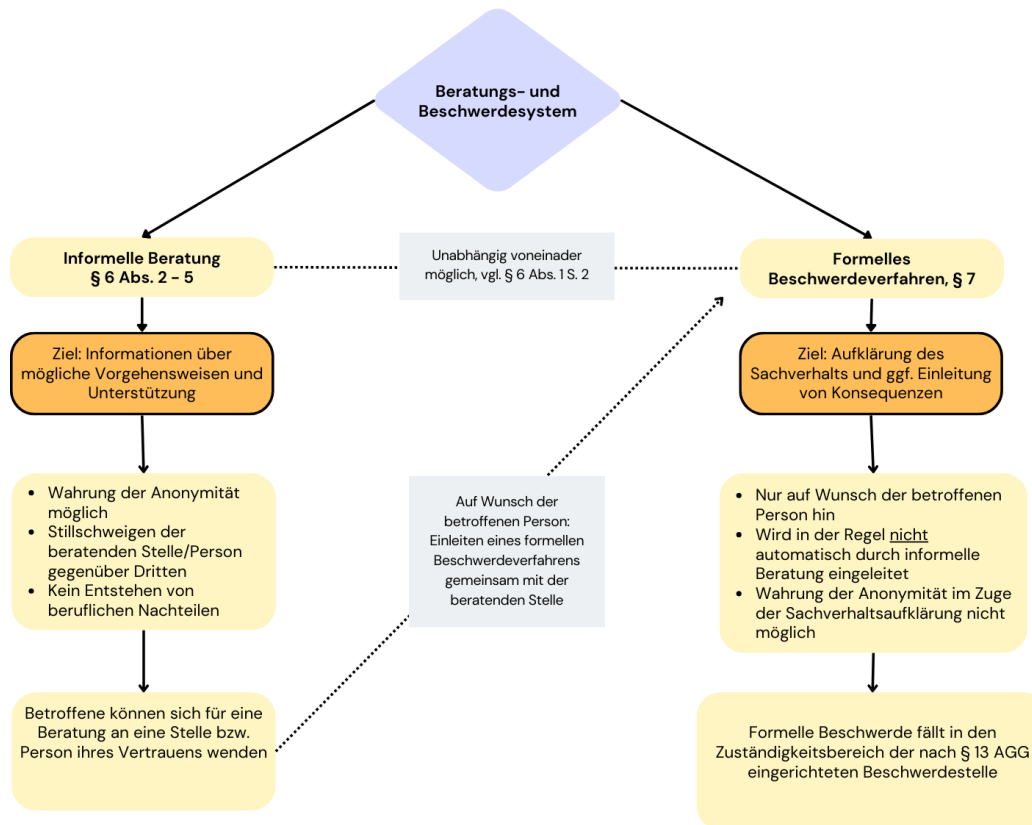 Beratungs- und
Beschwerdesystem
Informelle Beratung
§ 6 Abs. 2 - 5
Unabhängig voneinader
möglich, vgl. § 6 Abs. 1 S. 2
Formelles
Beschwerdeverfahren, § 7
Ziel: Informationen über
mögliche Vorgehensweisen und
Unterstützung
Ziel: Aufklärung des
Sachverhalts und ggf. Einleitung
von Konsequenzen
• Wahrung der Anonymität
möglich
• Stillschweigen der
beratenden Stelle/Person
gegenüber Dritten
• Kein Entstehen von
beruflichen Nachteilen
Auf Wunsch der
betroffenen Person:
Einleiten eines formellen
Beschwerdeverfahrens
gemeinsam mit der
beratenden Stelle
• Nur auf Wunsch der betroffenen
Person hin
• Wird in der Regel nicht
automatisch durch informelle
Beratung eingeleitet
• Wahrung der Anonymität im Zuge
der Sachverhaltsaufklärung nicht
möglich
Betroffene können sich für eine
Beratung an eine Stelle bzw.
Person ihres Vertrauens wenden
Formelle Beschwerde fällt in den
Zuständigkeitsbereich der nach § 13 AGG
eingerichteten Beschwerdestelle